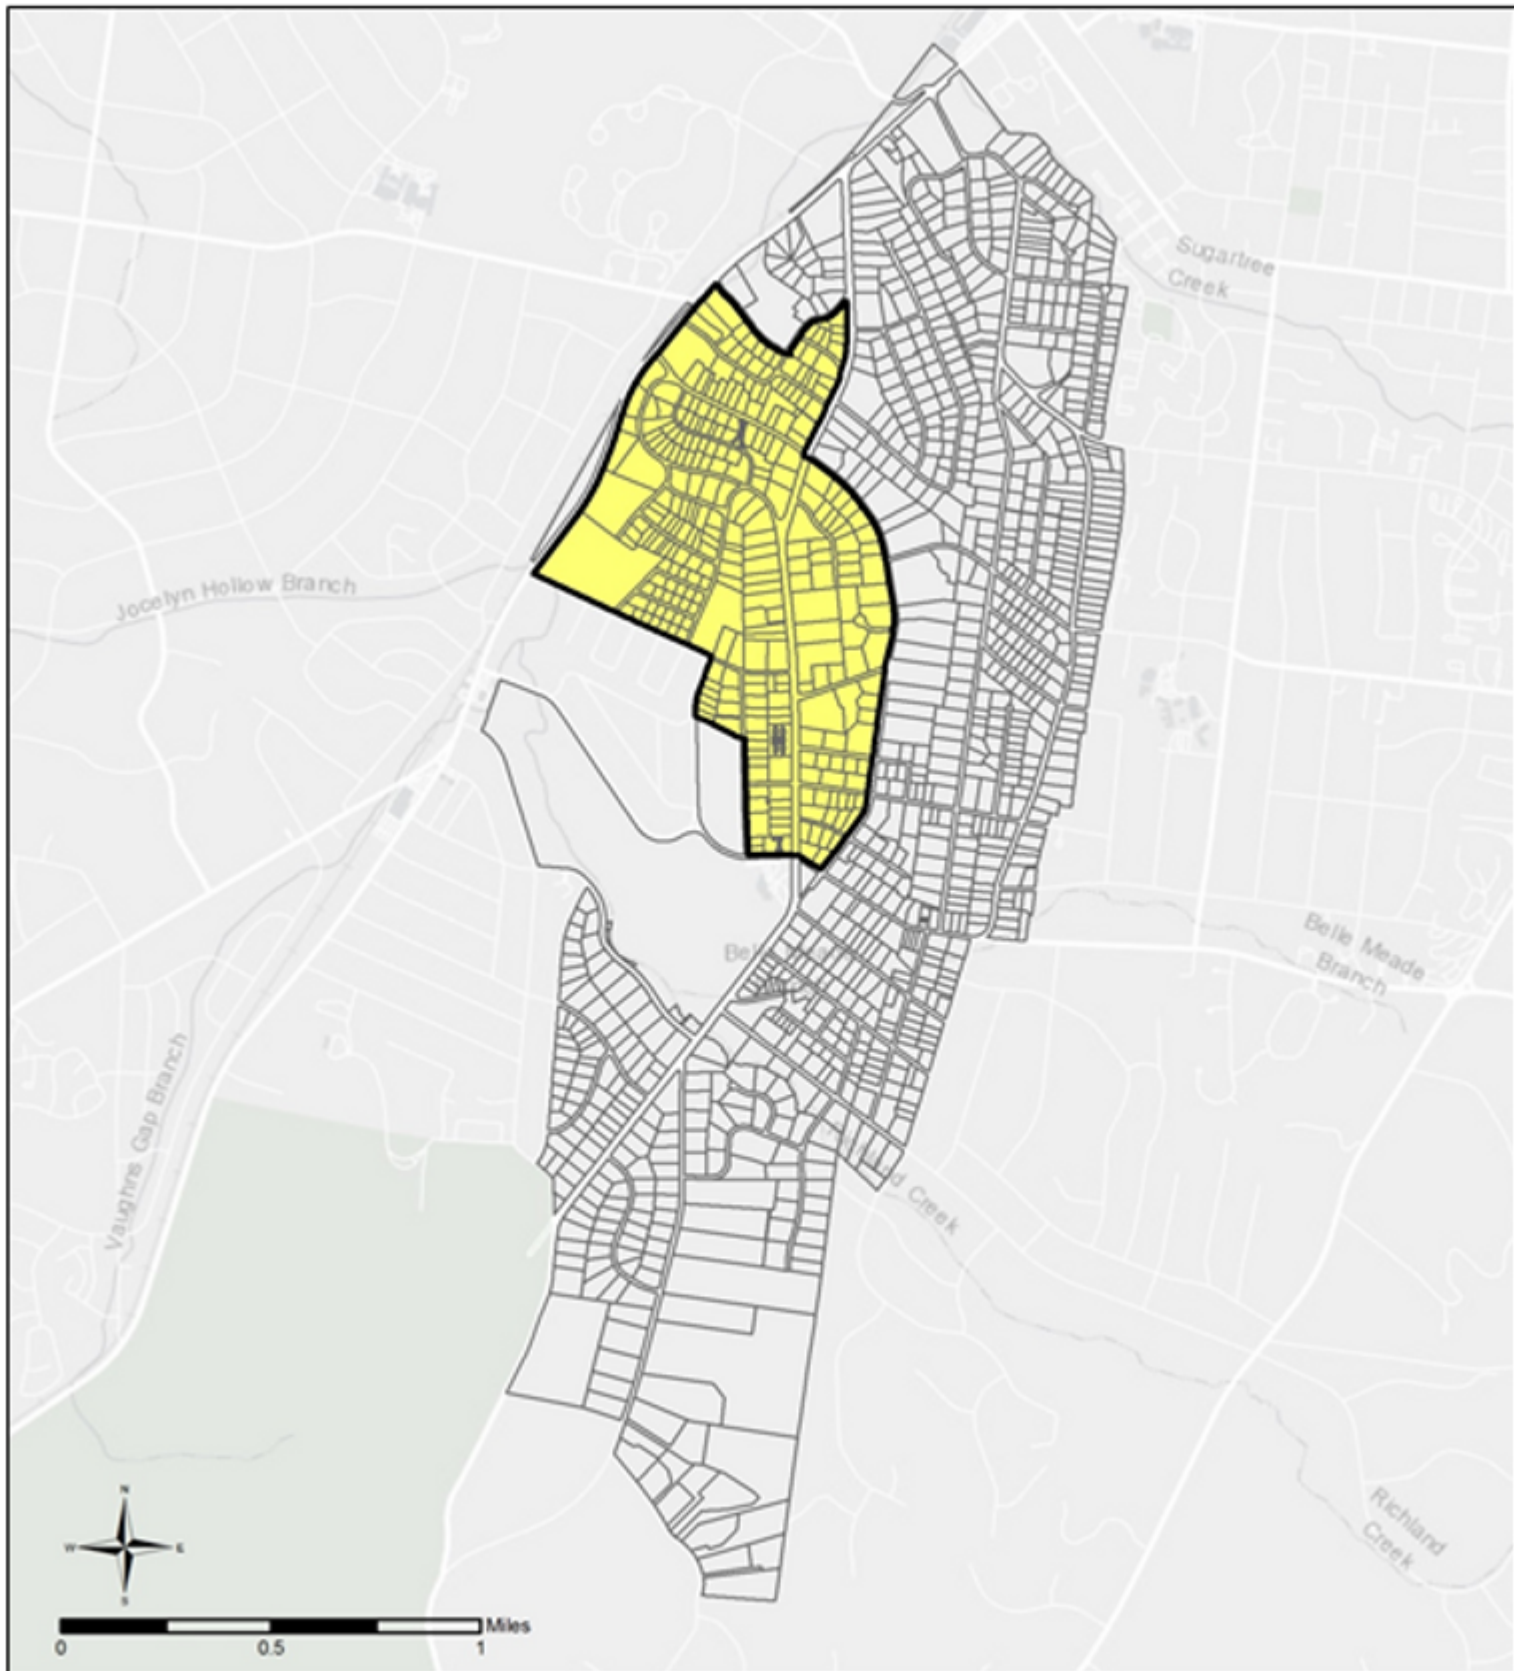 Sugartree
Creek
Jocelyn Hollow Branch
Belle Meade
Branch
Vaughns Gap Branch
Creek
Richland
Creek
N
W
E
S
Miles
0
0.5
1